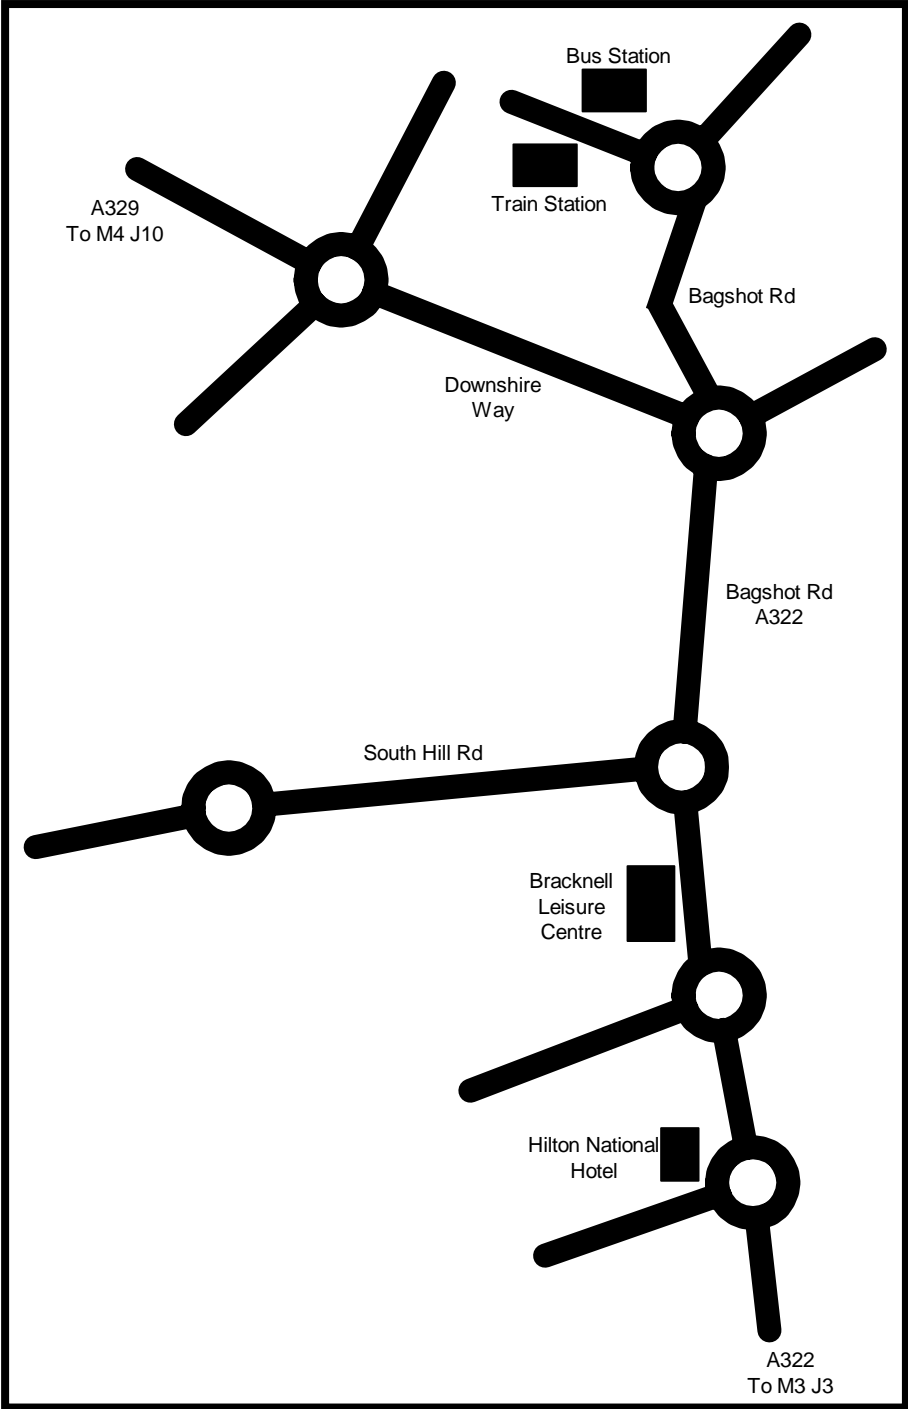 Bus Station
Train Station
A329
To M4 J10
Bagshot Rd
Downshire
Way
Bagshot Rd
A322
South Hill Rd
Bracknell
Leisure
Centre
Hilton National
Hotel
A322
To M3 J3